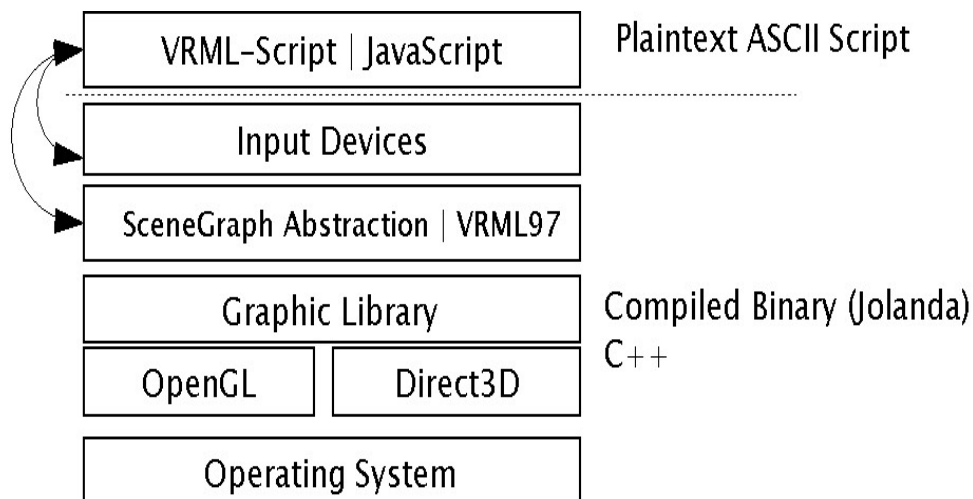 VRML–Script | JavaScript
Plaintext ASCII Script
Input Devices
SceneGraph Abstraction | VRML97
Graphic Library
Compiled Binary (Jolanda)
C++
OpenGL
Direct3D
Operating System